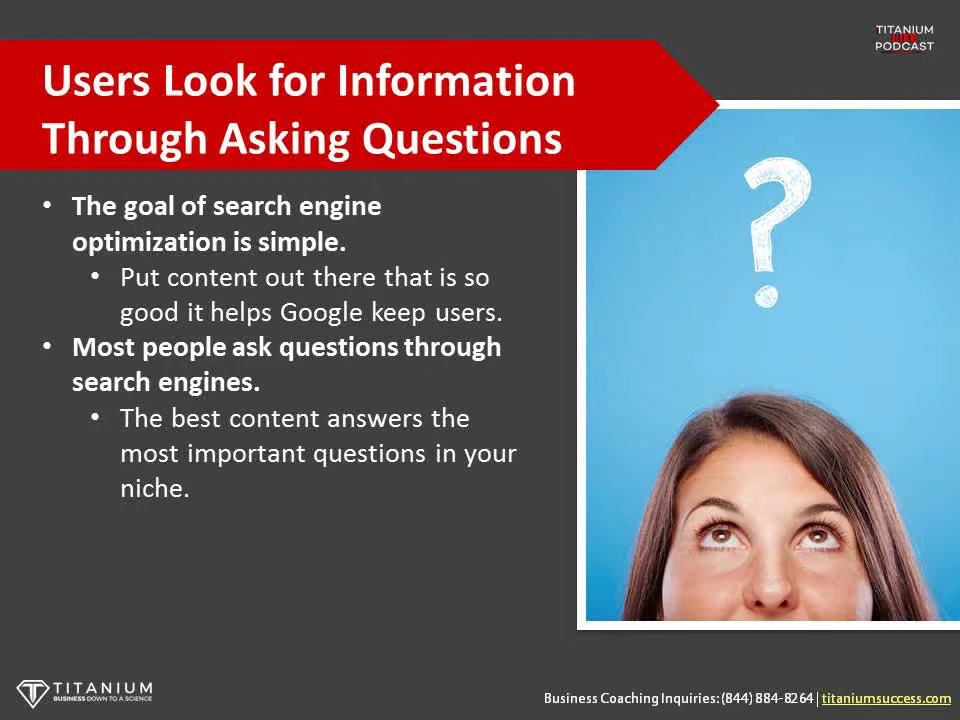 TITANIUM
LIFE
PODCAST
Users Look for Information
Through Asking Questions
• The goal of search engine
optimization is simple.
• Put content out there that is so
good it helps Google keep users.
• Most people ask questions through
search engines.
• The best content answers the
most important questions in your
niche.
?
TITANIUM
BUSINESS DOWN TO A SCIENCE
Business Coaching Inquiries: (844) 884-8264 | titaniumsuccess.com